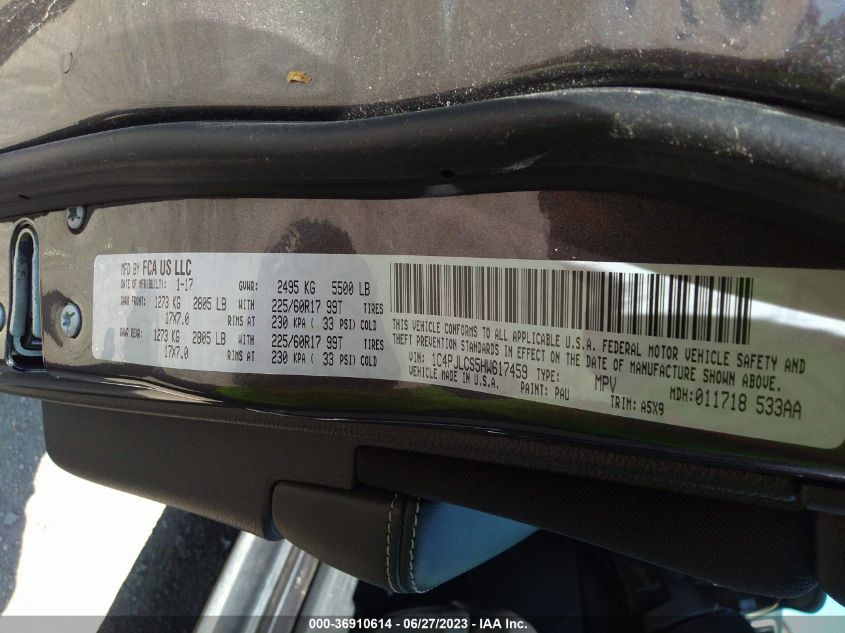 MFD BY FCA US LLC
DATE OF MFR/BUILT: 1-17 GVWR: 2495 KG 5500 LB
GAWR FRONT: 1273 KG 2805 LB WITH 225/60R17 99T TIRES
17X7.0 RIMS AT 230 KPA ( 33 PSI) COLD
GAWR REAR: 1273 KG 2805 LB WITH 225/60R17 99T TIRES
17X7.0 RIMS AT 230 KPA ( 33 PSI) COLD
THIS VEHICLE CONFORMS TO ALL APPLICABLE U.S.A. FEDERAL MOTOR VEHICLE SAFETY AND
THEFT PREVENTION STANDARDS IN EFFECT ON THE DATE OF MANUFACTURE SHOWN ABOVE.
VIN: 1C4PJLCS5HW617459 TYPE: MPV MDH:011718 533AA
VEHICLE MADE IN U.S.A. PAINT: PAU TRIM: A5X9
000-36910614 - 06/27/2023 - © IAA Inc.